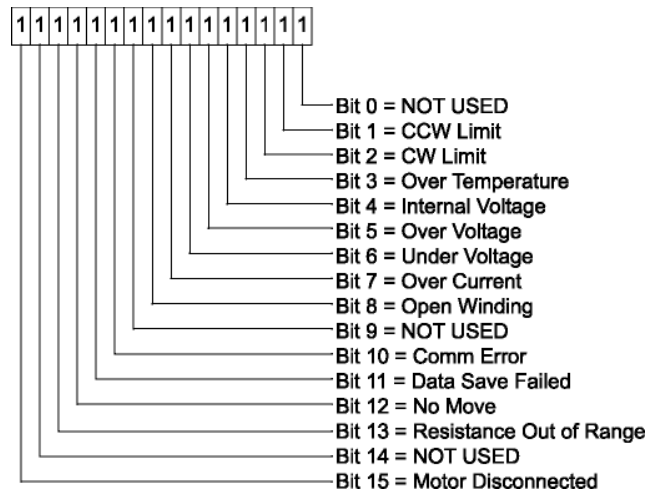 1 1 1 1 1 1 1 1 1 1 1 1 1 1 1 1
Bit 0 = NOT USED
Bit 1 = CCW Limit
Bit 2 = CW Limit
Bit 3 = Over Temperature
Bit 4 = Internal Voltage
Bit 5 = Over Voltage
Bit 6 = Under Voltage
Bit 7 = Over Current
Bit 8 = Open Winding
Bit 9 = NOT USED
Bit 10 = Comm Error
Bit 11 = Data Save Failed
Bit 12 = No Move
Bit 13 = Resistance Out of Range
Bit 14 = NOT USED
Bit 15 = Motor Disconnected